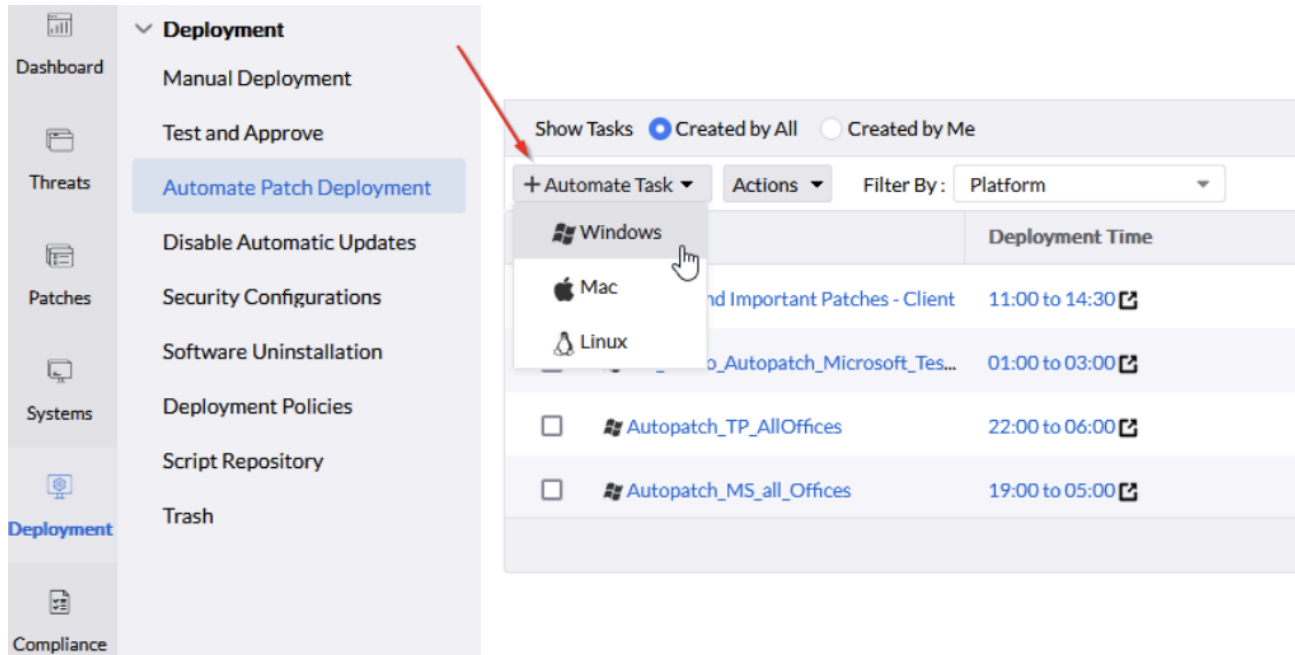 Dashboard
Threats
Patches
Systems
Deployment
Compliance
Deployment
Manual Deployment
Test and Approve
Automate Patch Deployment
Disable Automatic Updates
Security Configurations
Software Uninstallation
Deployment Policies
Script Repository
Trash
Show Tasks Created by All Created by Me
+ Automate Task Actions Filter By : Platform
Windows
Mac
Linux
Deployment Time
Important Patches - Client 11:00 to 14:30
Autopatch_Microsoft_Tes... 01:00 to 03:00
Autopatch_TP_AllOffices 22:00 to 06:00
Autopatch_MS_all_Offices 19:00 to 05:00